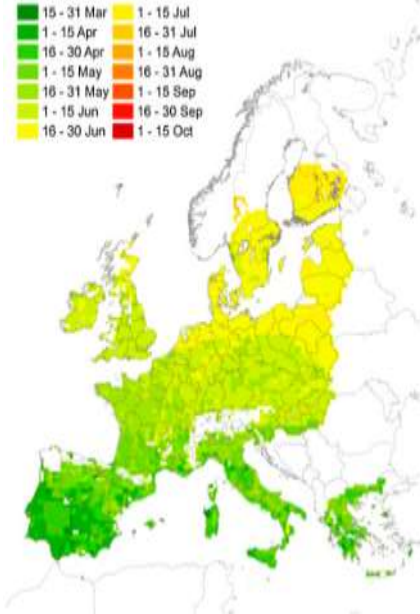 15 - 31 Mar
1 - 15 Apr
16 - 30 Apr
1 - 15 May
16 - 31 May
1 - 15 Jun
16 - 30 Jun
1 - 15 Jul
16 - 31 Jul
1 - 15 Aug
16 - 31 Aug
1 - 15 Sep
16 - 30 Sep
1 - 15 Oct